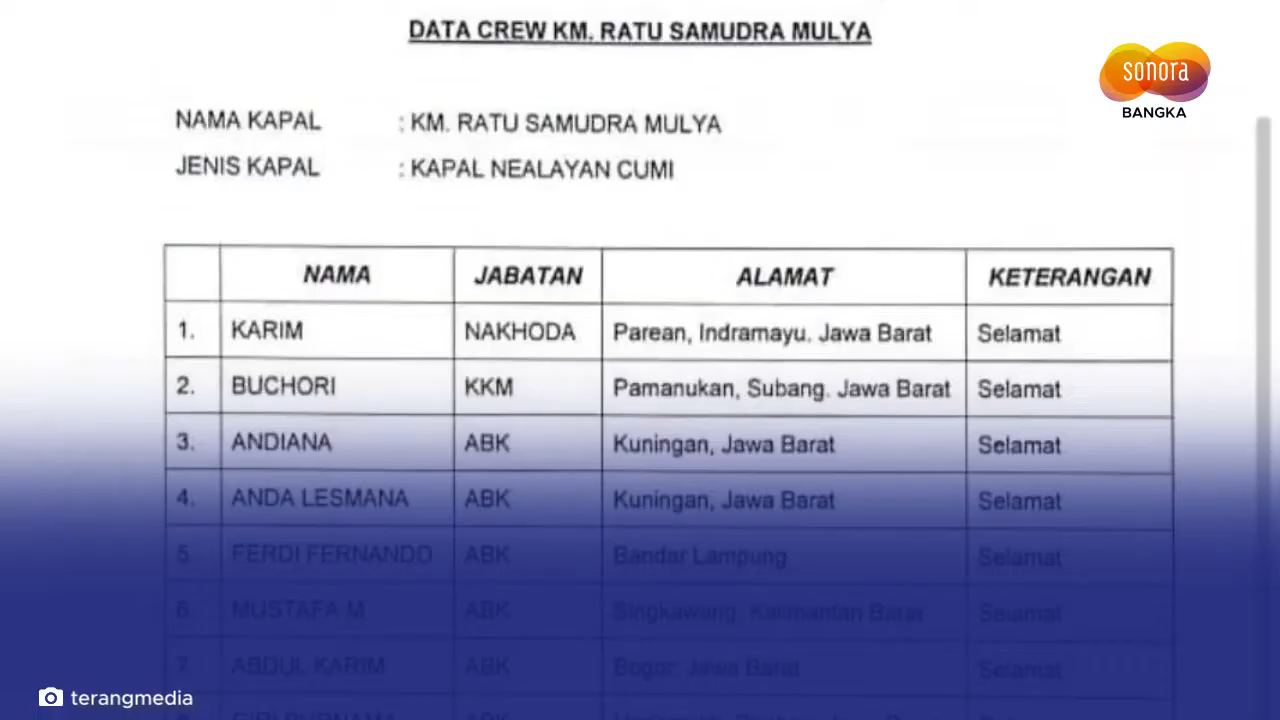 DATA CREW KM. RATU SAMUDRA MULYA
sonora
BANGKA
NAMA KAPAL : KM. RATU SAMUDRA MULYA
JENIS KAPAL : KAPAL NEALAYAN CUMI
NAMA JABATAN ALAMAT KETERANGAN
1. KARIM NAKHODA Parean, Indramayu. Jawa Barat Selamat
2. BUCHORI KKM Pamanukan, Subang. Jawa Barat Selamat
3. ANDIANA ABK Kuningan, Jawa Barat Selamat
4. ANDA LESMANA ABK Kuningan, Jawa Barat Selamat
5. FERDI FERNANDO ABK Bandar Lampung Selamat
6. MUSTAFA M ABK Singkawang. Kalimantan Barat Selamat
7. ABDUL KARIM ABK Bogor. Jawa Barat Selamat
ABK
terangmedia